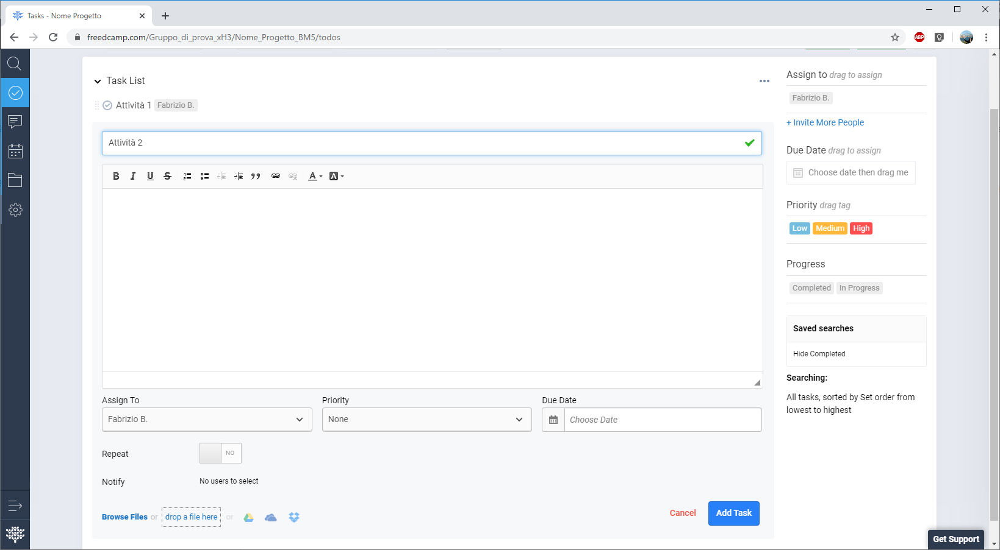 Tasks - Nome Progetto
freedcamp.com/Gruppo_di_prova_xH3/Nome_Progetto_BM5/todos
ABP
Task List
Attività 1 Fabrizio B.
Attività 2
B I U S
A A
Assign To
Fabrizio B.
Priority
None
Due Date
Choose Date
Repeat
NO
Notify
No users to select
Browse Files or drop a file here or
Cancel
Add Task
Assign to drag to assign
Fabrizio B.
+ Invite More People
Due Date drag to assign
Choose date then drag me
Priority drag tag
Low Medium High
Progress
Completed In Progress
Saved searches
Hide Completed
Searching:
All tasks, sorted by Set order from
lowest to highest
Get Support